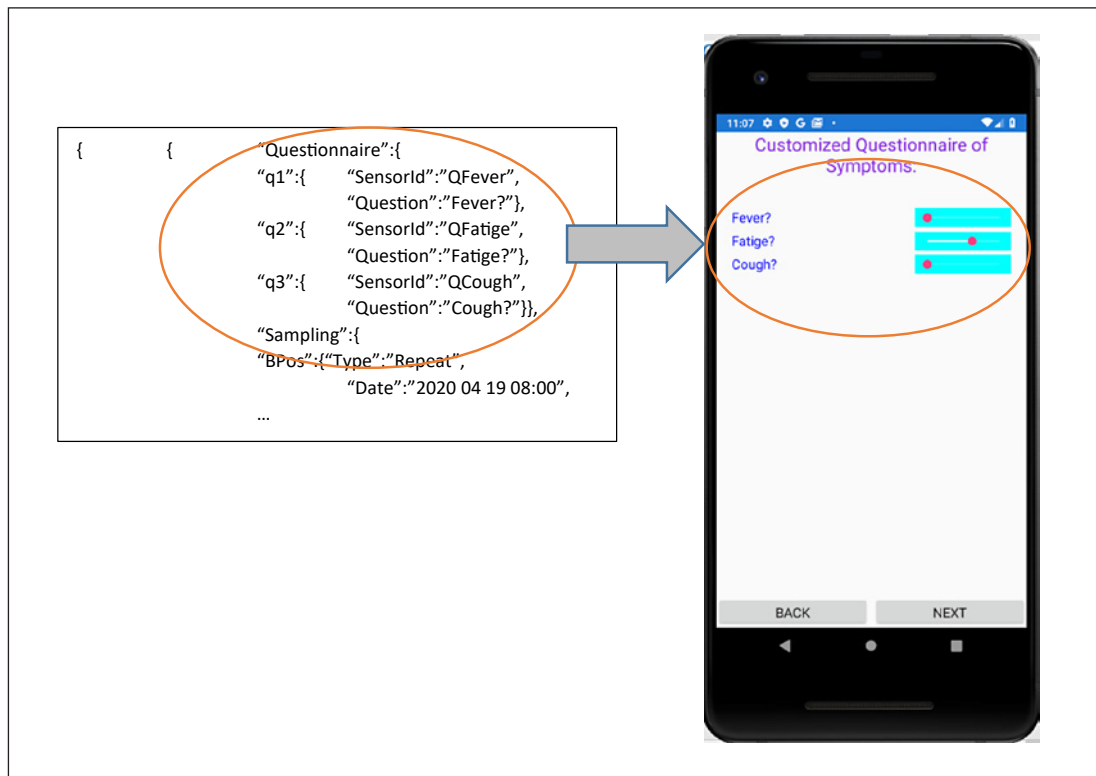 { { “Questionnaire”:{
“q1”:{ “SensorId”:”QFever”,
“Question”:”Fever?”},
“q2”:{ “SensorId”:”QFatige”,
“Question”:”Fatige?”},
“q3”:{ “SensorId”:”QCough”,
“Question”:”Cough?”}},
“Sampling”:{
“BPos”:{“Type”:”Repeat”,
“Date”:”2020 04 19 08:00”,
…
11:07 G
Customized Questionnaire of
Symptoms.
Fever?
Fatige?
Cough?
BACK NEXT